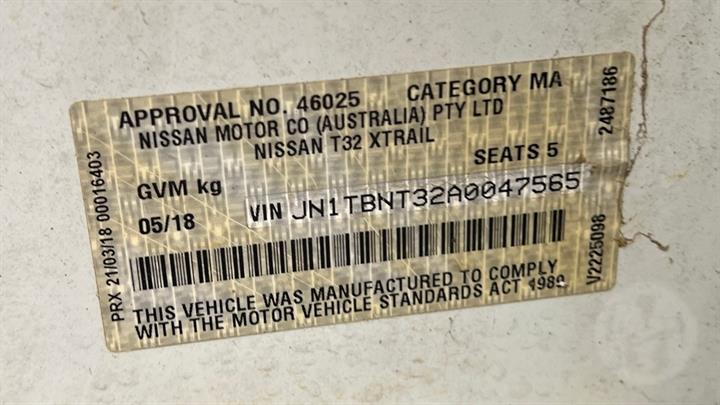 APPROVAL NO. 46025 CATEGORY MA
NISSAN MOTOR CO (AUSTRALIA) PTY LTD
NISSAN T32 XTRAIL
SEATS 5
GVM kg
05/18
VIN JN1TBNT32A0047565
THIS VEHICLE WAS MANUFACTURED TO COMPLY
WITH THE MOTOR VEHICLE STANDARDS ACT 1989
PRX 21/03/18 00016403
2487186
V2225098